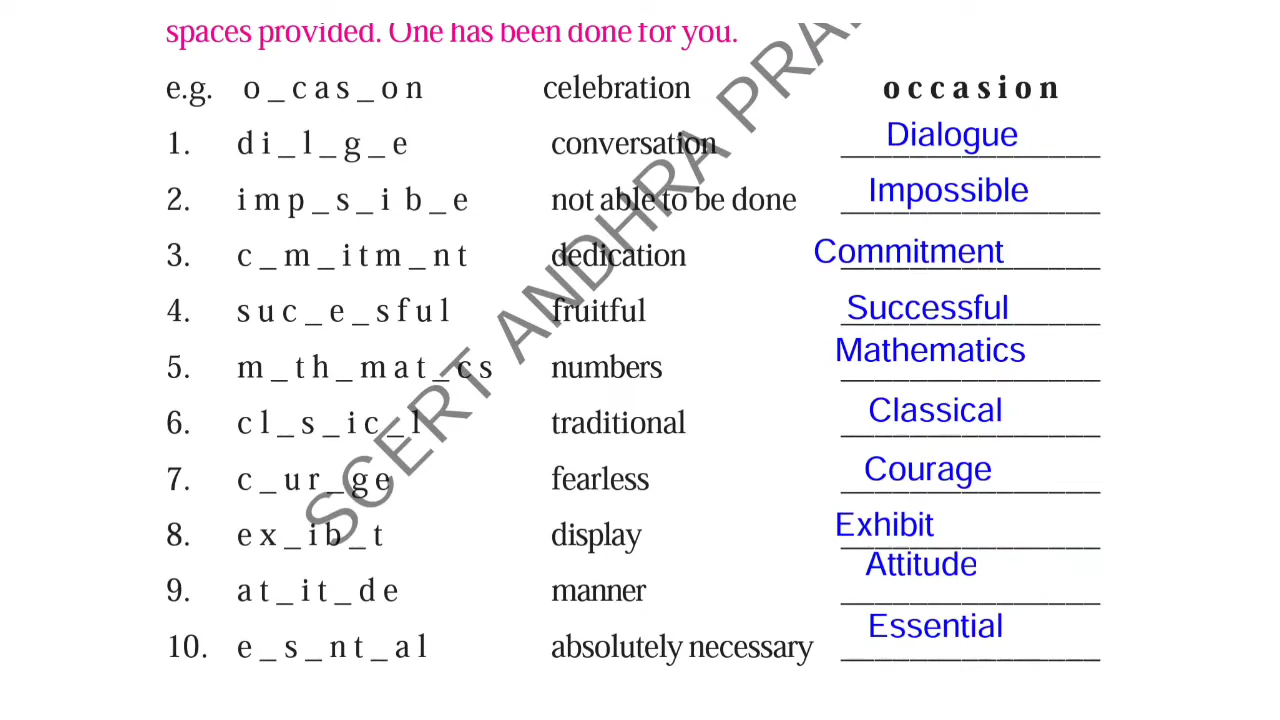 spaces provided. One has been done for you.
e.g. o _ c a s _ o n celebration o c c a s i o n
1. d i _ l _ g _ e conversation Dialogue
2. i m p _ s _ i b _ e not able to be done Impossible
3. c _ m _ i t m _ n t dedication Commitment
4. s u c _ e _ s f u l fruitful Successful
5. m _ t h _ m a t _ c s numbers Mathematics
6. c l _ s _ i c _ l traditional Classical
7. c _ u r _ g e fearless Courage
8. e x _ i b _ t display Exhibit
9. a t _ i t _ d e manner Attitude
10. e _ s _ n t _ a l absolutely necessary Essential
SCERT ANDHRA